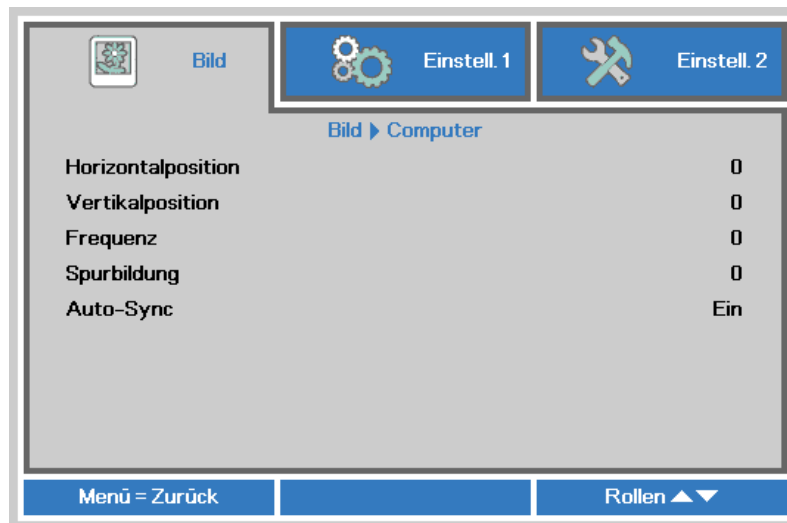 Bild Einstell. 1 Einstell. 2
Bild ▶ Computer
Horizontalposition 0
Vertikalposition 0
Frequenz 0
Spurbildung 0
Auto-Sync Ein
Menü = Zurück Rollen ▲▼